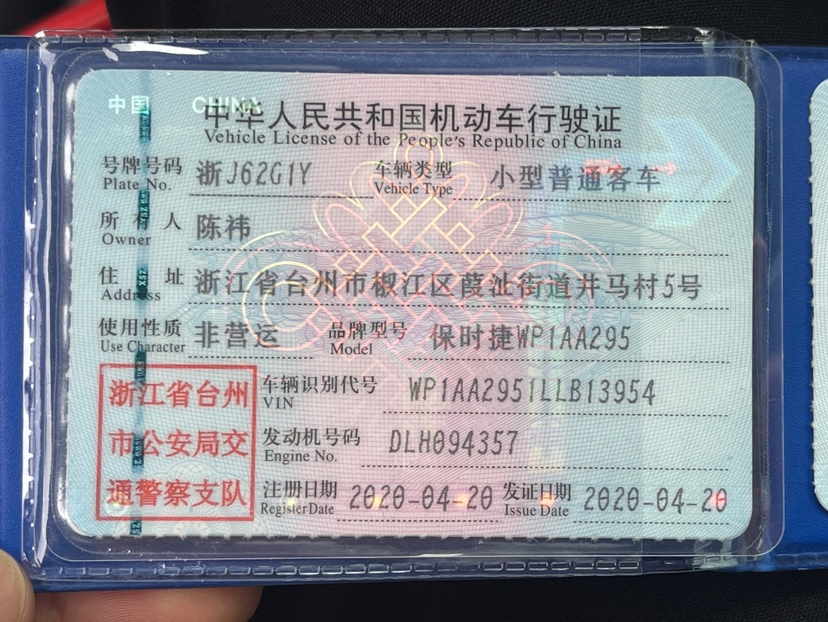 中国 CHINA
中华人民共和国机动车行驶证
Vehicle License of the People's Republic of China
号牌号码 浙J62G1Y 车辆类型 小型普通客车
Plate No. Vehicle Type
所有人 陈祎
Owner
住址 浙江省台州市椒江区葭沚街道井马村5号
Address
使用性质 非营运 品牌型号 保时捷WP1AA295
Use Character Model
浙江省台州 车辆识别代号 WP1AA2951LLB13954
VIN
市公安局交 发动机号码 DLH094357
Engine No.
通警察支队 注册日期 2020-04-20 发证日期 2020-04-20
Register Date Issue Date